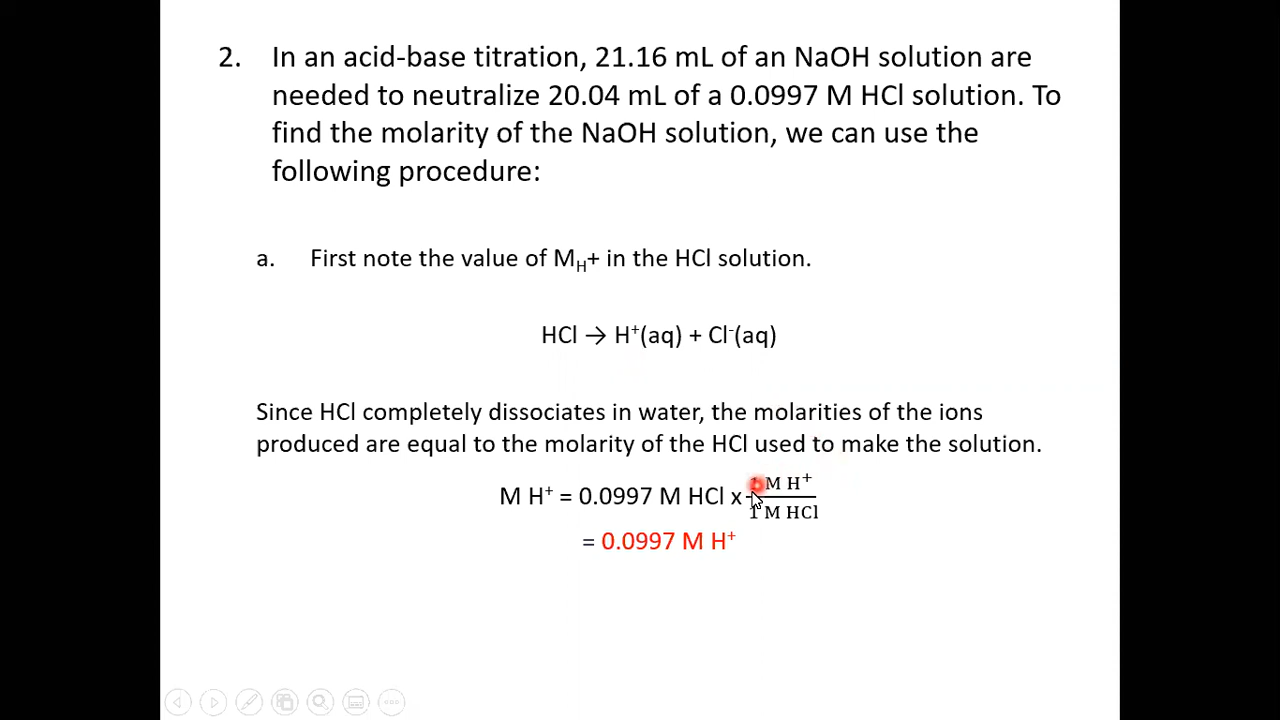 2. In an acid-base titration, 21.16 mL of an NaOH solution are
needed to neutralize 20.04 mL of a 0.0997 M HCl solution. To
find the molarity of the NaOH solution, we can use the
following procedure:
a. First note the value of M_H+ in the HCl solution.
HCl → H⁺(aq) + Cl⁻(aq)
Since HCl completely dissociates in water, the molarities of the ions
produced are equal to the molarity of the HCl used to make the solution.
M H⁺ = 0.0997 M HCl x 1 M H⁺ / 1 M HCl
= 0.0997 M H⁺